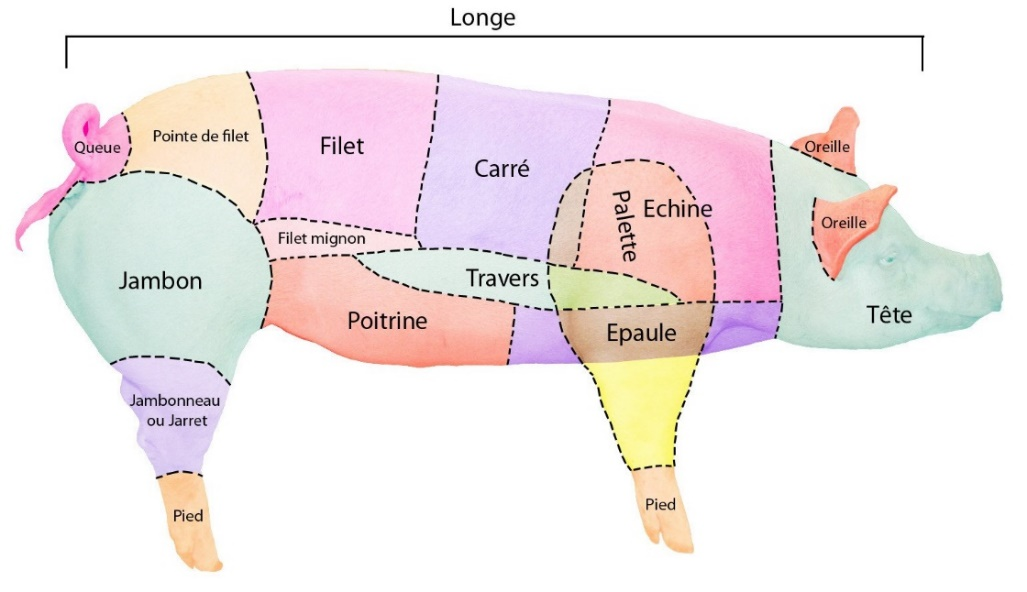 Longe
Queue
Pointe de filet
Filet
Carré
Palette
Echine
Oreille
Oreille
Filet mignon
Jambon
Travers
Poitrine
Epaule
Tête
Jambonneau
ou Jarret
Pied
Pied